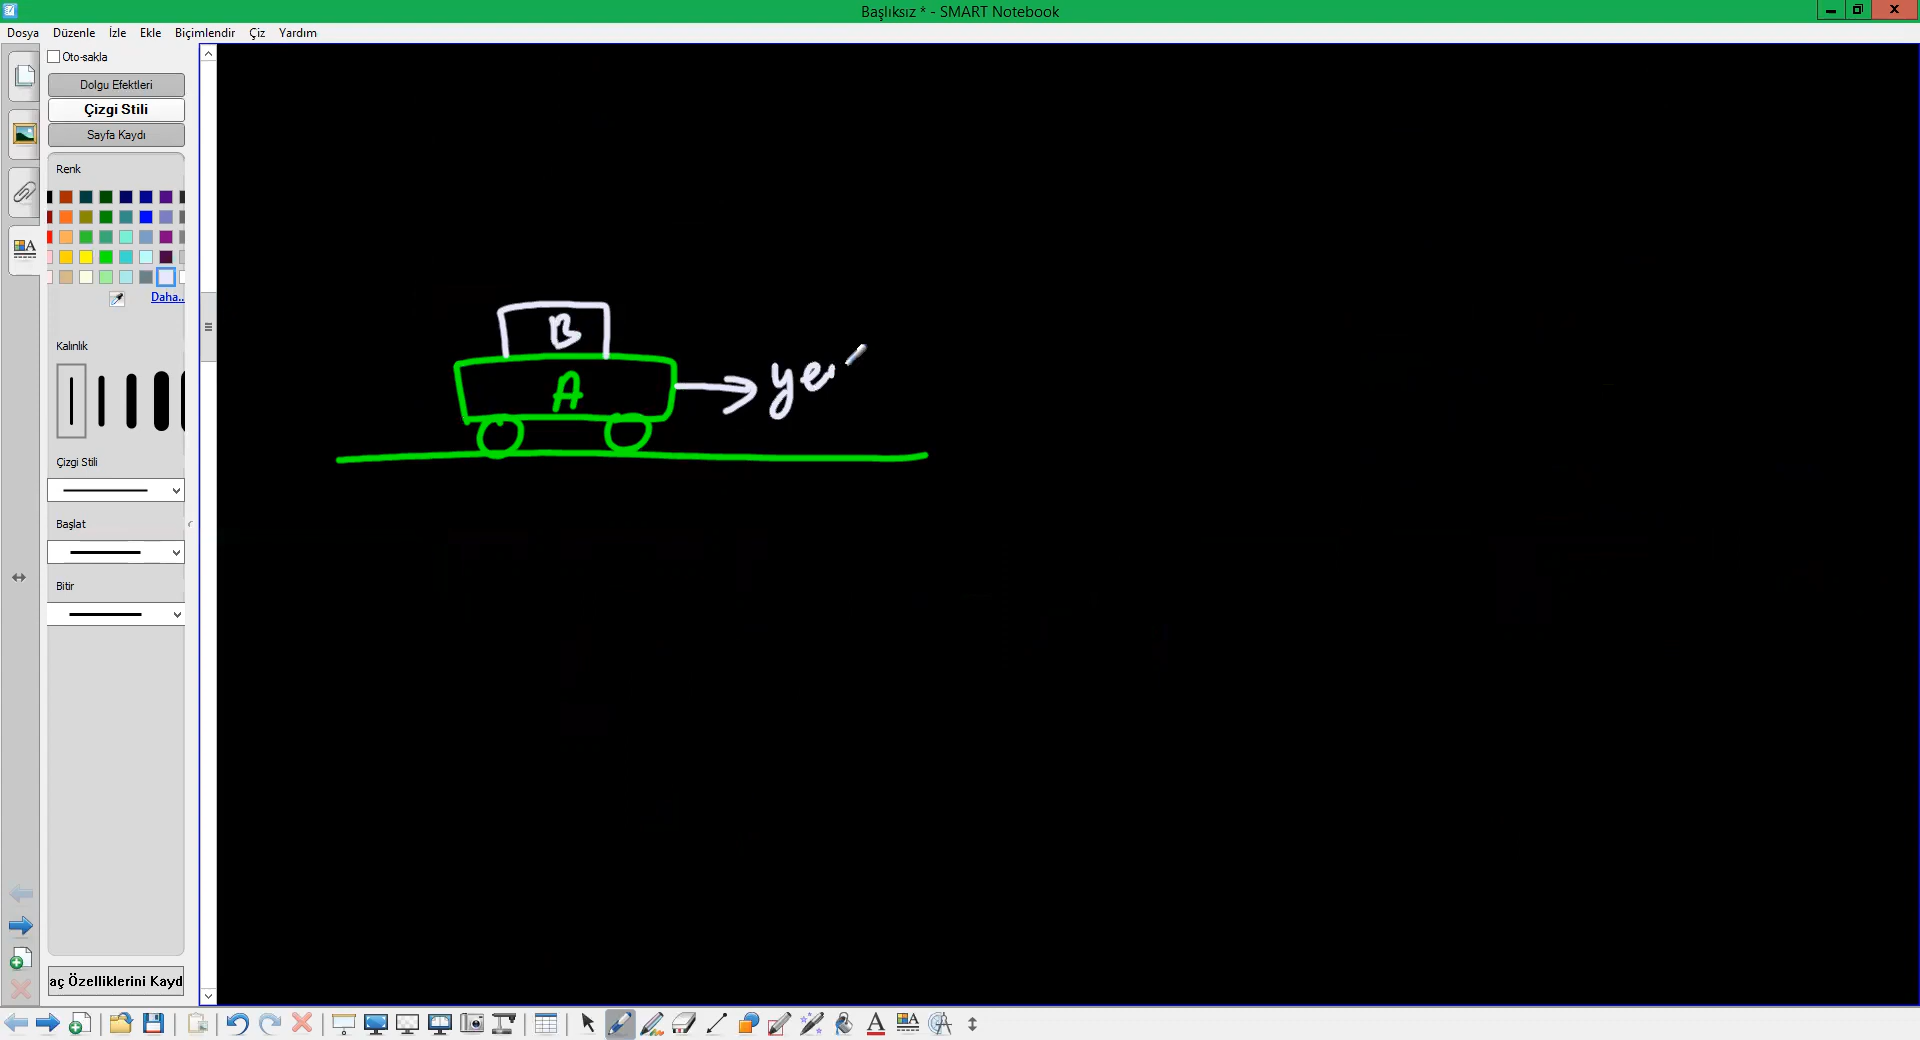 Başlıksız * - SMART Notebook
Dosya Düzenle İzle Ekle Biçimlendir Çiz Yardım
Oto-sakla
Dolgu Efektleri
Çizgi Stili
Sayfa Kaydı
Renk
Daha..
Kalınlık
Çizgi Stili
Başlat
Bitir
aç Özelliklerini Kayd
B
A
yer